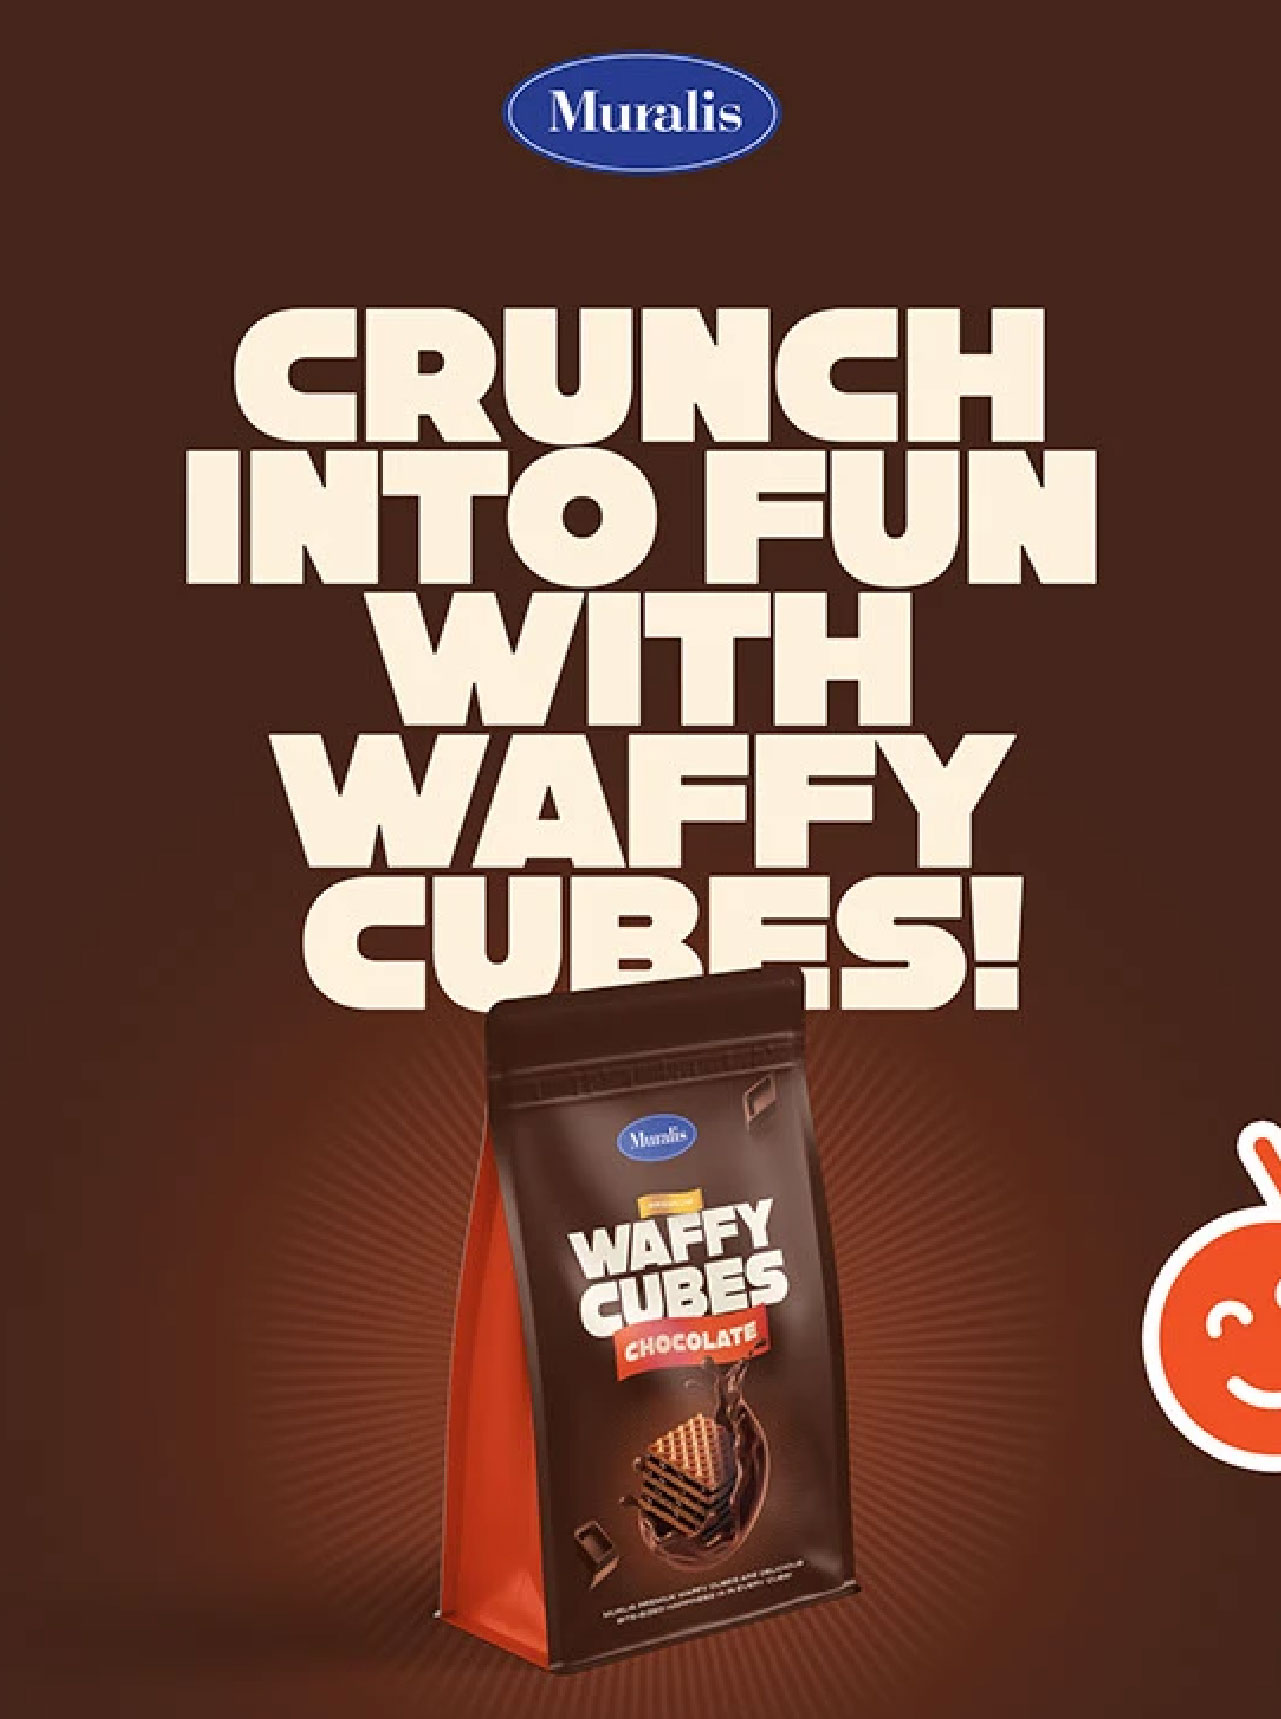 Muralis
CRUNCH
INTO FUN
WITH
WAFFY
CUBES!
Muralis
WAFFY
CUBES
CHOCOLATE